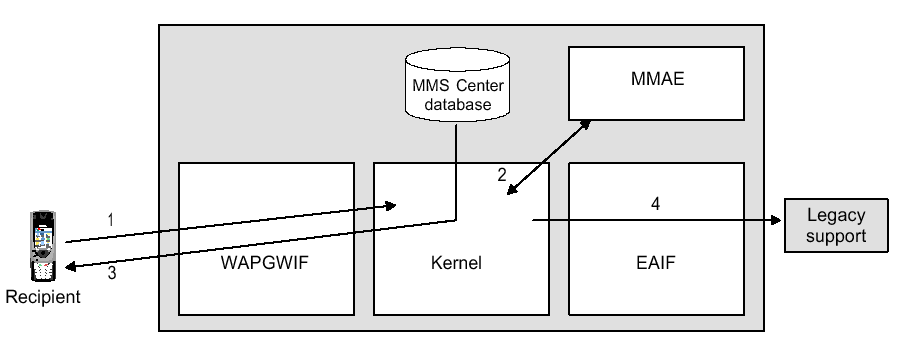 MMS Center
database
MMAE
2
1
4
Legacy
support
3
WAPGWIF
Kernel
EAIF
Recipient